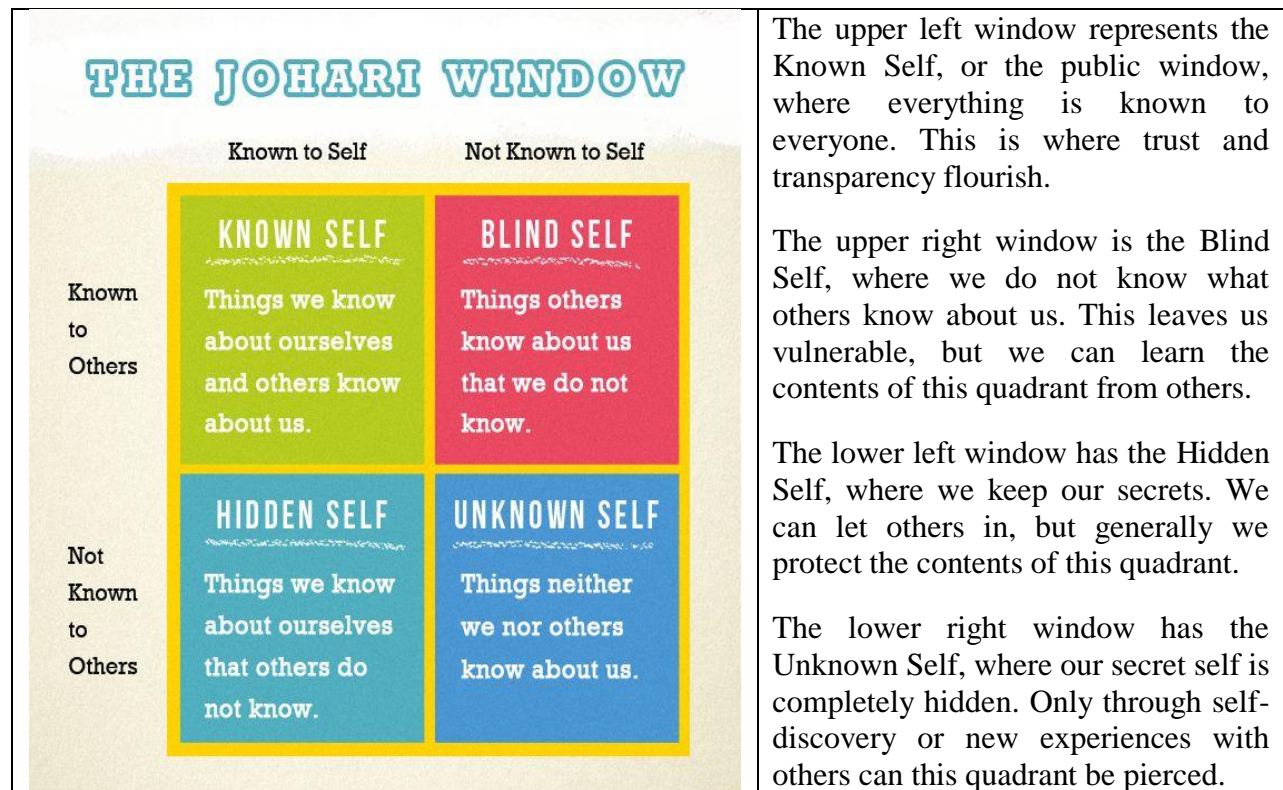 THE JOHARI WINDOW
Known to Self Not Known to Self
Known
to
Others
KNOWN SELF
Things we know
about ourselves
and others know
about us.
BLIND SELF
Things others
know about us
that we do not
know.
Not
Known
to
Others
HIDDEN SELF
Things we know
about ourselves
that others do
not know.
UNKNOWN SELF
Things neither
we nor others
know about us.
The upper left window represents the
Known Self, or the public window,
where everything is known to
everyone. This is where trust and
transparency flourish.
The upper right window is the Blind
Self, where we do not know what
others know about us. This leaves us
vulnerable, but we can learn the
contents of this quadrant from others.
The lower left window has the Hidden
Self, where we keep our secrets. We
can let others in, but generally we
protect the contents of this quadrant.
The lower right window has the
Unknown Self, where our secret self is
completely hidden. Only through self-
discovery or new experiences with
others can this quadrant be pierced.